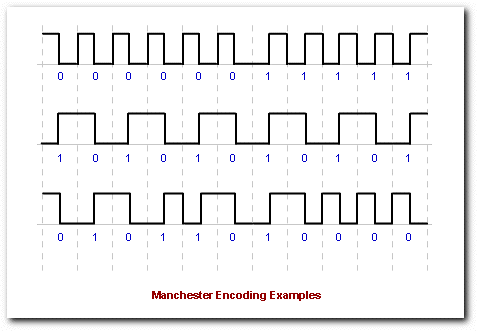 0 0 0 0 0 0 1 1 1 1 1
1 0 1 0 1 0 1 0 1 0 1
0 1 0 1 1 0 1 0 0 0 0
Manchester Encoding Examples